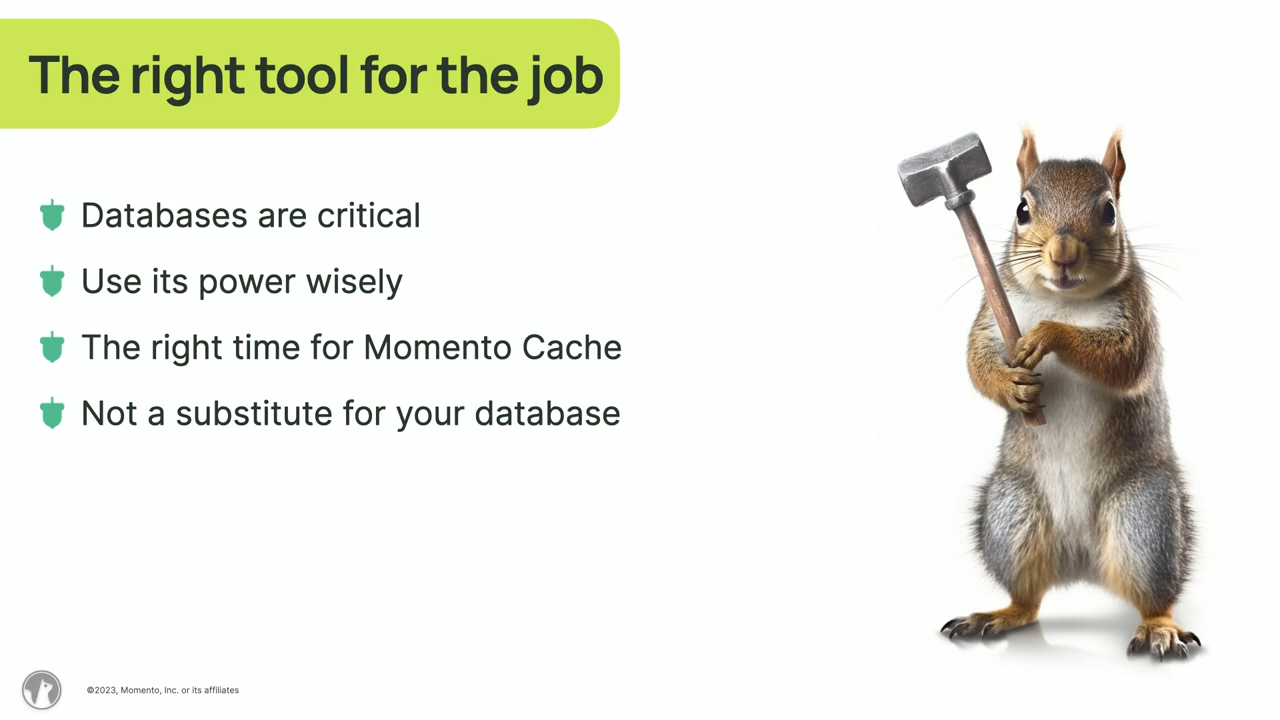 The right tool for the job
Databases are critical
Use its power wisely
The right time for Momento Cache
Not a substitute for your database
©2023, Momento, Inc. or its affiliates